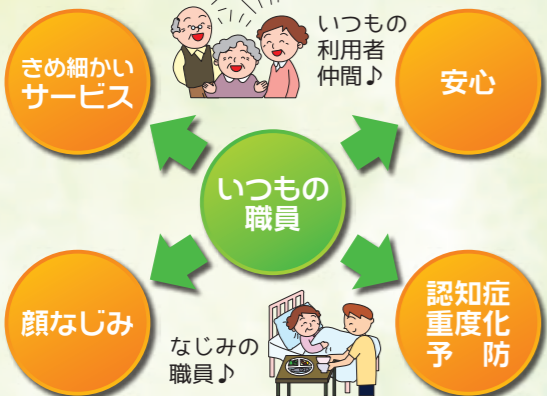 きめ細かい
サービス
いつもの
利用者
仲間♪
安心
いつもの
職員
顔なじみ
なじみの
職員♪
認知症
重度化
予　防